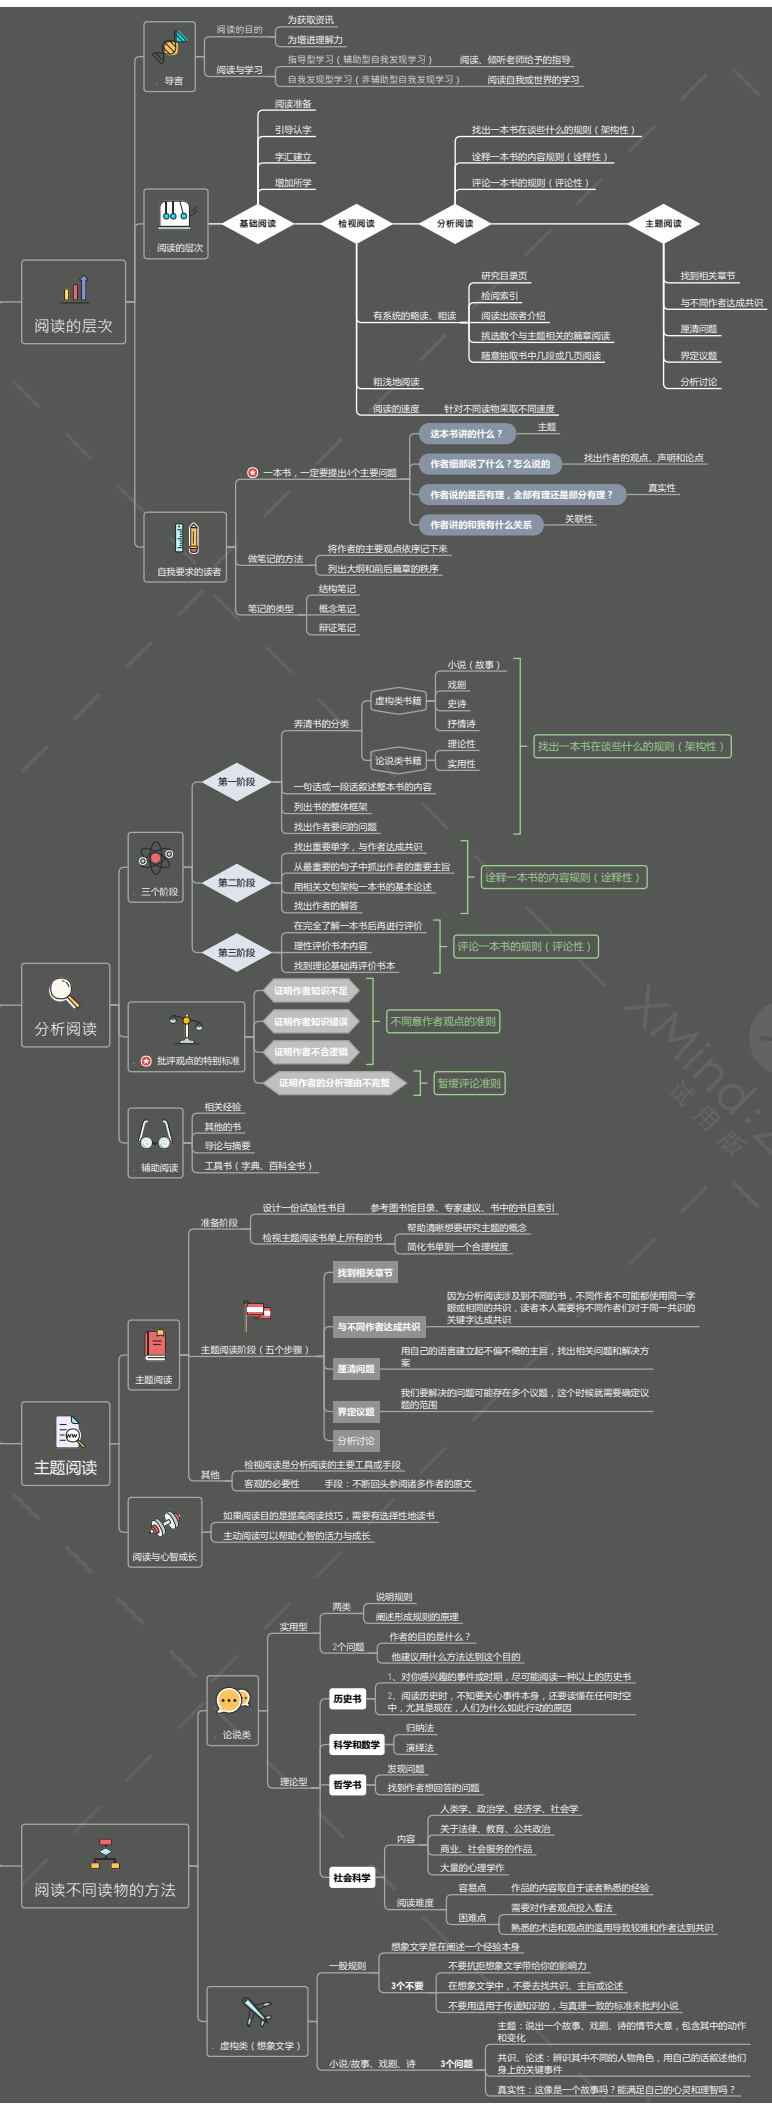 阅读的层次
导言
阅读的目的
为获取资讯
为增进理解力
阅读与学习
指导型学习（辅助型自我发现学习）
阅读、倾听老师给予的指导
自我发现型学习（非辅助型自我发现学习）
阅读自我或世界的学习
阅读的层次
阅读准备
引导认字
字汇建立
增加所学
基础阅读
检视阅读
分析阅读
主题阅读
找出一本书在谈些什么的规则（架构性）
诠释一本书的内容规则（诠释性）
评论一本书的规则（评论性）
有系统的略读、粗读
研究目录页
检阅索引
阅读出版者介绍
挑选数个与主题相关的篇章阅读
随意抽取书中几段或几页阅读
粗浅地阅读
阅读的速度
针对不同读物采取不同速度
找到相关章节
与不同作者达成共识
厘清问题
界定议题
分析讨论
自我要求的读者
一本书，一定要提出4个主要问题
这本书讲的什么？
主题
作者细部说了什么？怎么说的
找出作者的观点、声明和论点
作者说的是否有理，全部有理还是部分有理？
真实性
作者讲的和我有什么关系
关联性
做笔记的方法
将作者的主要观点依序记下来
列出大纲和前后篇章的秩序
笔记的类型
结构笔记
概念笔记
辩证笔记
分析阅读
三个阶段
第一阶段
弄清书的分类
虚构类书籍
小说（故事）
戏剧
史诗
抒情诗
论说类书籍
理论性
实用性
一句话或一段话叙述整本书的内容
列出书的整体框架
找出作者要问的问题
找出一本书在谈些什么的规则（架构性）
第二阶段
找出重要单字，与作者达成共识
从最重要的句子中抓出作者的重要主旨
用相关文句架构一本书的基本论述
找出作者的解答
诠释一本书的内容规则（诠释性）
第三阶段
在完全了解一本书后再进行评价
理性评价书本内容
找到理论基础再评价书本
评论一本书的规则（评论性）
批评观点的特别标准
证明作者知识不足
证明作者知识错误
证明作者不合逻辑
不同意作者观点的准则
证明作者的分析理由不完整
暂缓评论准则
辅助阅读
相关经验
其他的书
导论与摘要
工具书（字典、百科全书）
XMind:Z
试用版
主题阅读
主题阅读
准备阶段
设计一份试验性书目
参考图书馆目录、专家建议、书中的书目索引
检视主题阅读书单上所有的书
帮助清晰想要研究主题的概念
简化书单到一个合理程度
主题阅读阶段（五个步骤）
找到相关章节
与不同作者达成共识
因为分析阅读涉及到不同的书，不同作者不可能都使用同一字
眼或相同的共识，读者本人需要将不同作者们对于同一共识的
关键字达成共识
厘清问题
用自己的语言建立起不偏不倚的主旨，找出相关问题和解决方
案
界定议题
我们要解决的问题可能存在多个议题，这个时候就需要确定议
题的范围
分析讨论
其他
检视阅读是分析阅读的主要工具或手段
客观的必要性
手段：不断回头参阅诸多作者的原文
阅读与心智成长
如果阅读目的是提高阅读技巧，需要有选择性地读书
主动阅读可以帮助心智的活力与成长
阅读不同读物的方法
论说类
实用型
两类
说明规则
阐述形成规则的原理
2个问题
作者的目的是什么？
他建议用什么方法达到这个目的
理论型
历史书
1、对你感兴趣的事件或时期，尽可能阅读一种以上的历史书
2、阅读历史时，不知要关心事件本身，还要读懂在任何时空
中，尤其是现在，人们为什么如此行动的原因
科学和数学
归纳法
演绎法
哲学书
发现问题
找到作者想回答的问题
社会科学
内容
人类学、政治学、经济学、社会学
关于法律、教育、公共政治
商业、社会服务的作品
大量的心理学作
阅读难度
容易点
作品的内容取自于读者熟悉的经验
困难点
需要对作者观点投入看法
熟悉的术语和观点的滥用导致较难和作者达到共识
虚构类（想象文学）
一般规则
想象文学是在阐述一个经验本身
3个不要
不要抗拒想象文学带给你的影响力
在想象文学中，不要去找共识、主旨或论述
不要用适用于传递知识的，与真理一致的标准来批判小说
小说/故事、戏剧、诗
3个问题
主题：说出一个故事、戏剧、诗的情节大意，包含其中的动作
和变化
共识、论述：辨识其中不同的人物角色，用自己的话叙述他们
身上的关键事件
真实性：这像是一个故事吗？能满足自己的心灵和理智吗？